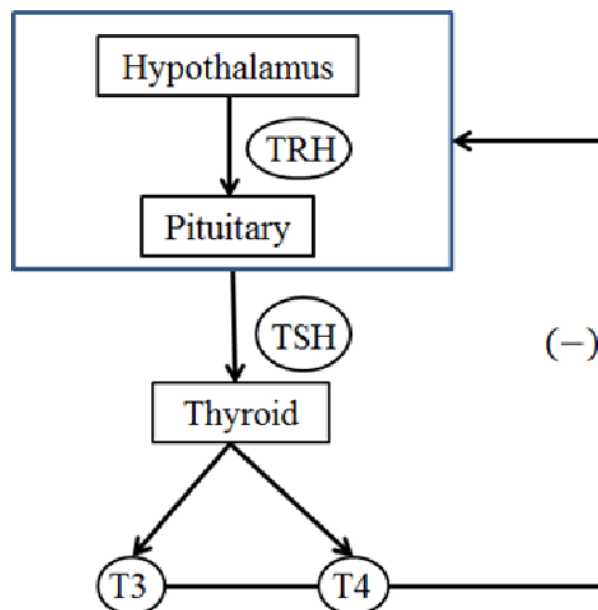 Hypothalamus
TRH
Pituitary
TSH
(−)
Thyroid
T3
T4